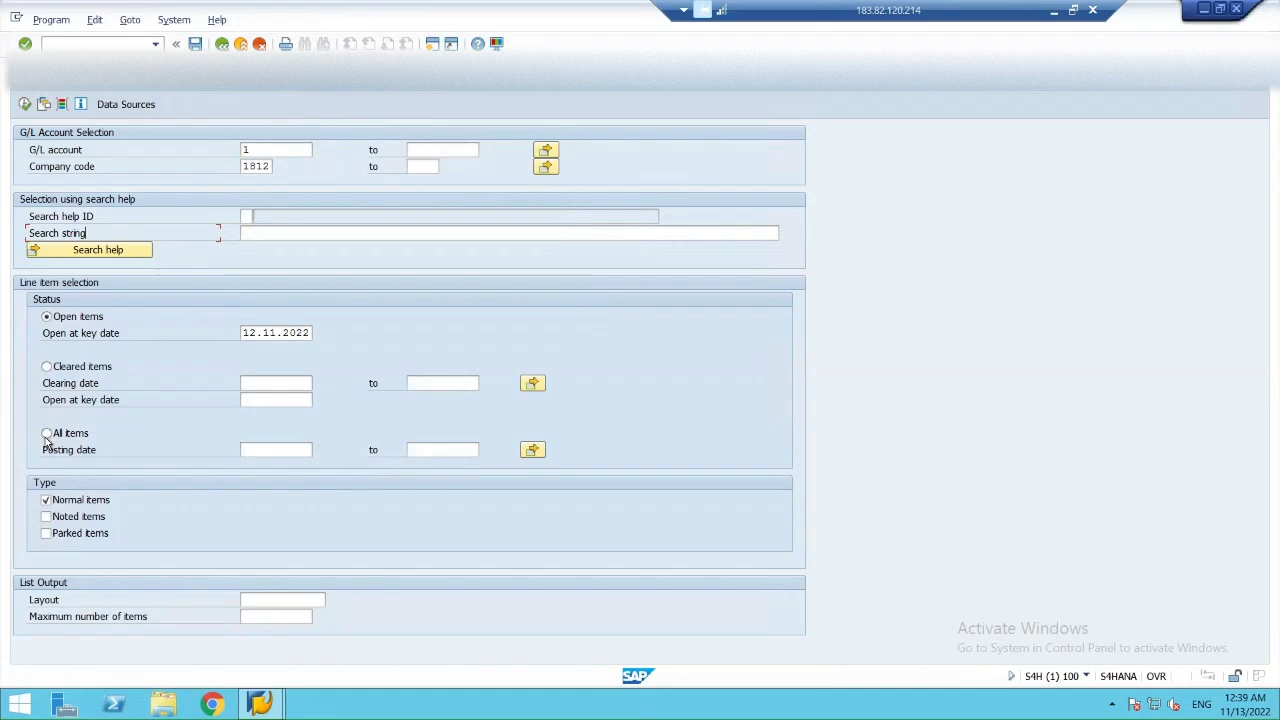 183.82.120.214
Program Edit Goto System Help
Data Sources
G/L Account Selection
G/L account 1 to
Company code 1812 to
Selection using search help
Search help ID
Search string
Search help
Line item selection
Status
Open items
Open at key date 12.11.2022
Cleared items
Clearing date to
Open at key date
All items
Posting date to
Type
Normal items
Noted items
Parked items
List Output
Layout
Maximum number of items
Activate Windows
Go to System in Control Panel to activate Windows.
SAP
S4H (1) 100 S4HANA OVR
ENG
12:39 AM
11/13/2022